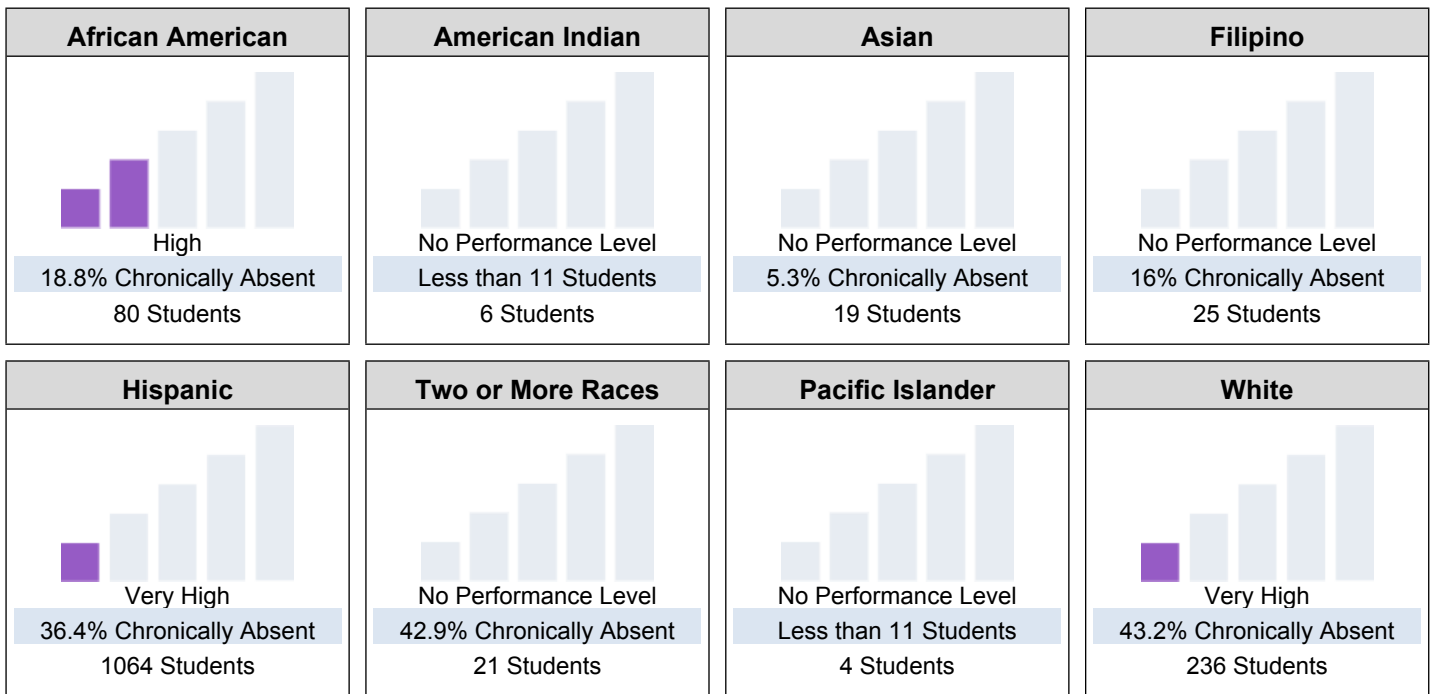 African American
High
18.8% Chronically Absent
80 Students
American Indian
No Performance Level
Less than 11 Students
6 Students
Asian
No Performance Level
5.3% Chronically Absent
19 Students
Filipino
No Performance Level
16% Chronically Absent
25 Students
Hispanic
Very High
36.4% Chronically Absent
1064 Students
Two or More Races
No Performance Level
42.9% Chronically Absent
21 Students
Pacific Islander
No Performance Level
Less than 11 Students
4 Students
White
Very High
43.2% Chronically Absent
236 Students